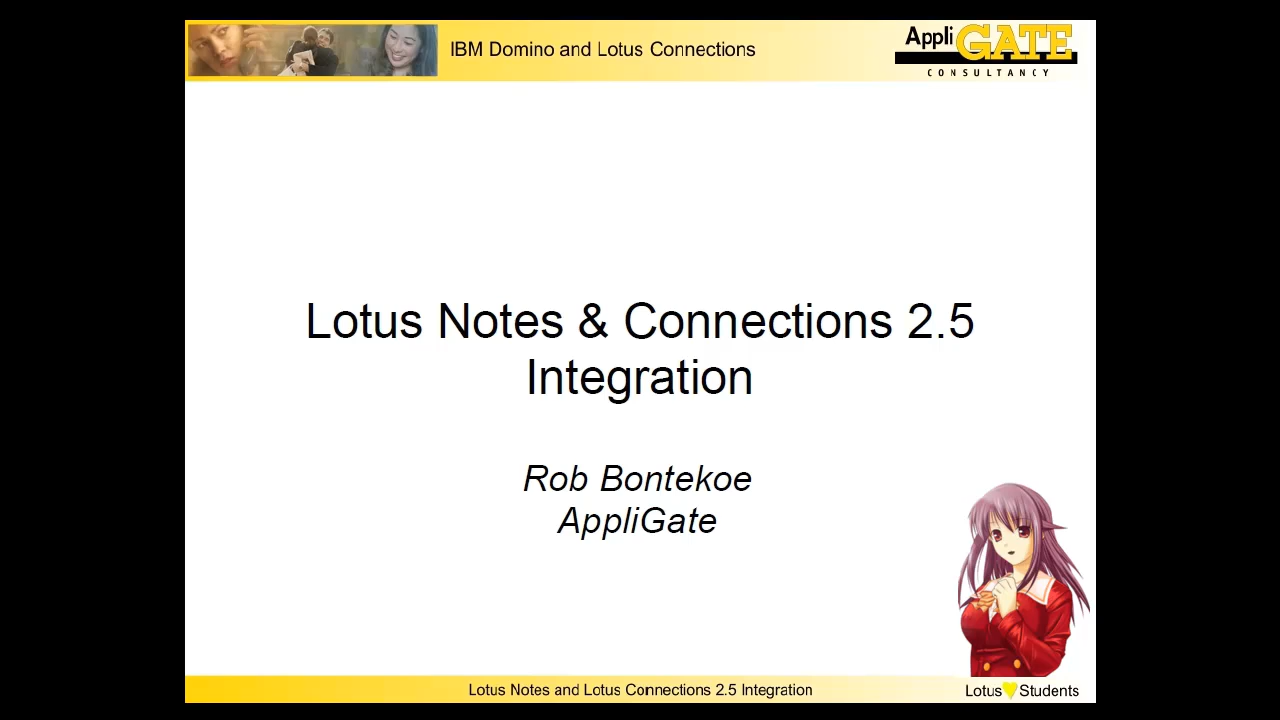 IBM Domino and Lotus Connections
Appli GATE
CONSULTANCY
Lotus Notes & Connections 2.5
Integration
Rob Bontekoe
AppliGate
Lotus Notes and Lotus Connections 2.5 Integration
Lotus Students